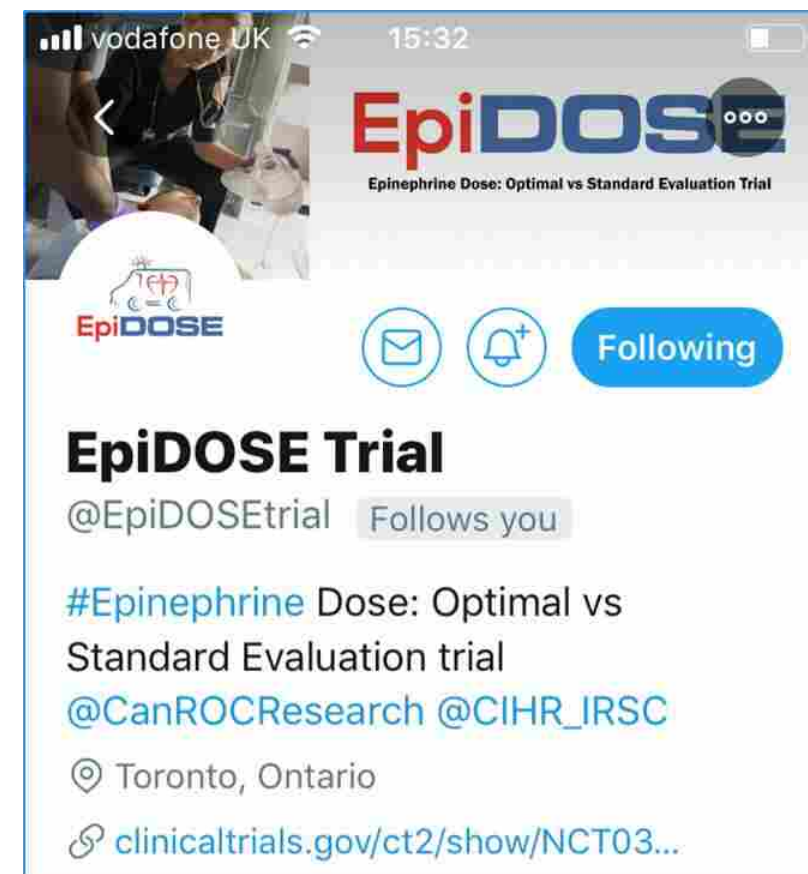 vodafone UK 15:32
EpiDOSE
Epinephrine Dose: Optimal vs Standard Evaluation Trial
EpiDOSE
Following
EpiDOSE Trial
@EpiDOSEtrial Follows you
#Epinephrine Dose: Optimal vs
Standard Evaluation trial
@CanROCResearch @CIHR_IRSC
Toronto, Ontario
clinicaltrials.gov/ct2/show/NCT03...